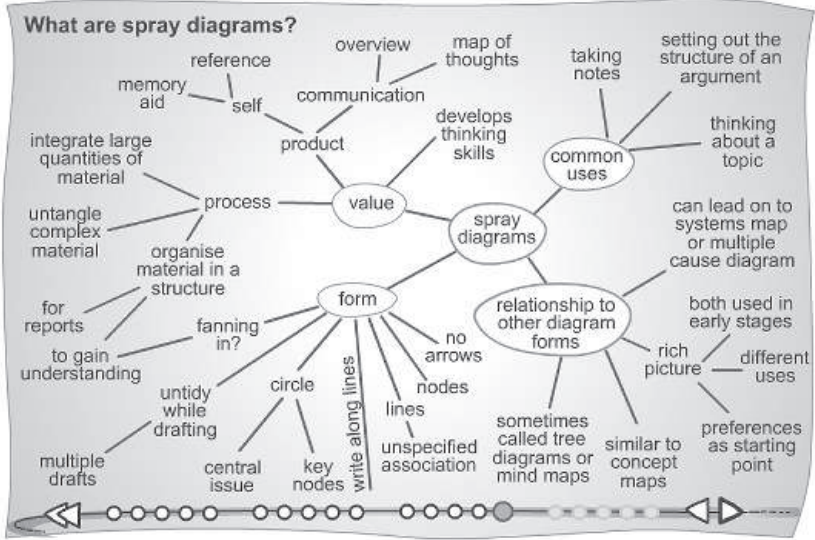 What are spray diagrams?
reference
memory
aid
self
overview
map of
thoughts
communication
product
develops
thinking
skills
integrate large
quantities of
material
untangle
complex
material
process
value
organise
material in a
structure
for
reports
to gain
understanding
spray
diagrams
taking
notes
setting out the
structure of an
argument
thinking
about a
topic
common
uses
can lead on to
systems map
or multiple
cause diagram
relationship to
other diagram
forms
both used in
early stages
rich
picture
different
uses
preferences
as starting
point
similar to
concept
maps
sometimes
called tree
diagrams or
mind maps
form
fanning
in?
untidy
while
drafting
multiple
drafts
circle
central
issue
key
nodes
write along lines
lines
unspecified
association
nodes
no
arrows